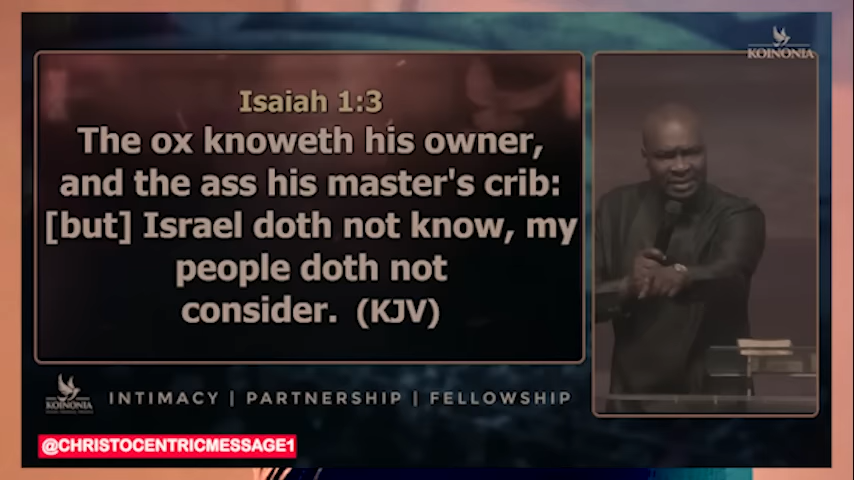 KOINONIA
Isaiah 1:3
The ox knoweth his owner,
and the ass his master's crib:
[but] Israel doth not know, my
people doth not
consider. (KJV)
KOINONIA
INTIMACY | PARTNERSHIP | FELLOWSHIP
@CHRISTOCENTRICMESSAGE1